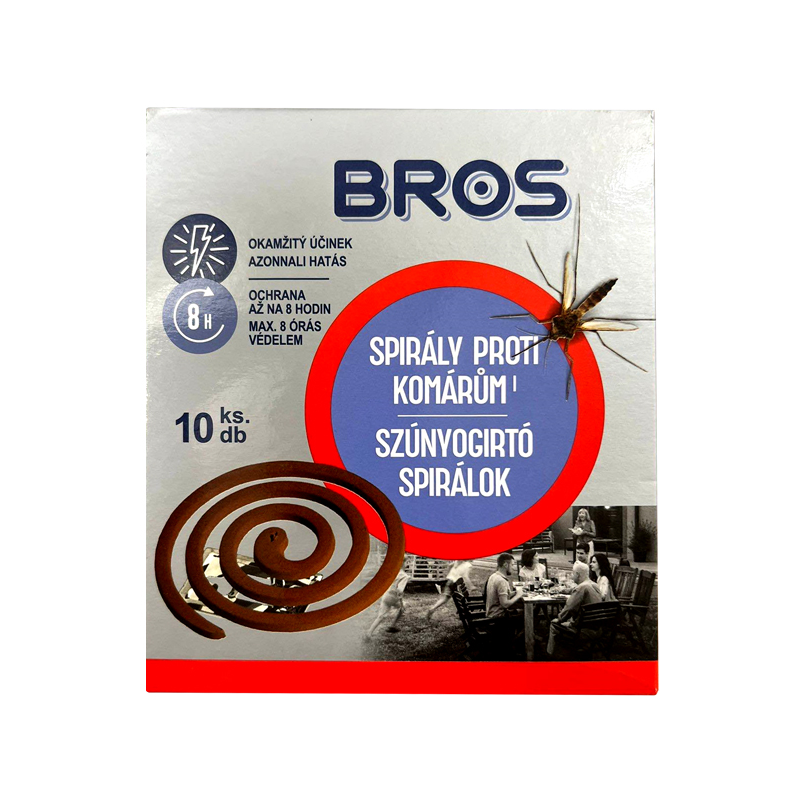 BROS
OKAMŽITÝ ÚČINEK
AZONNALI HATÁS
8 H
OCHRANA
AŽ NA 8 HODIN
MAX. 8 ÓRÁS
VÉDELEM
SPIRÁLY PROTI
KOMÁRŮM
SZÚNYOGIRTÓ
SPIRÁLOK
10 ks.
db